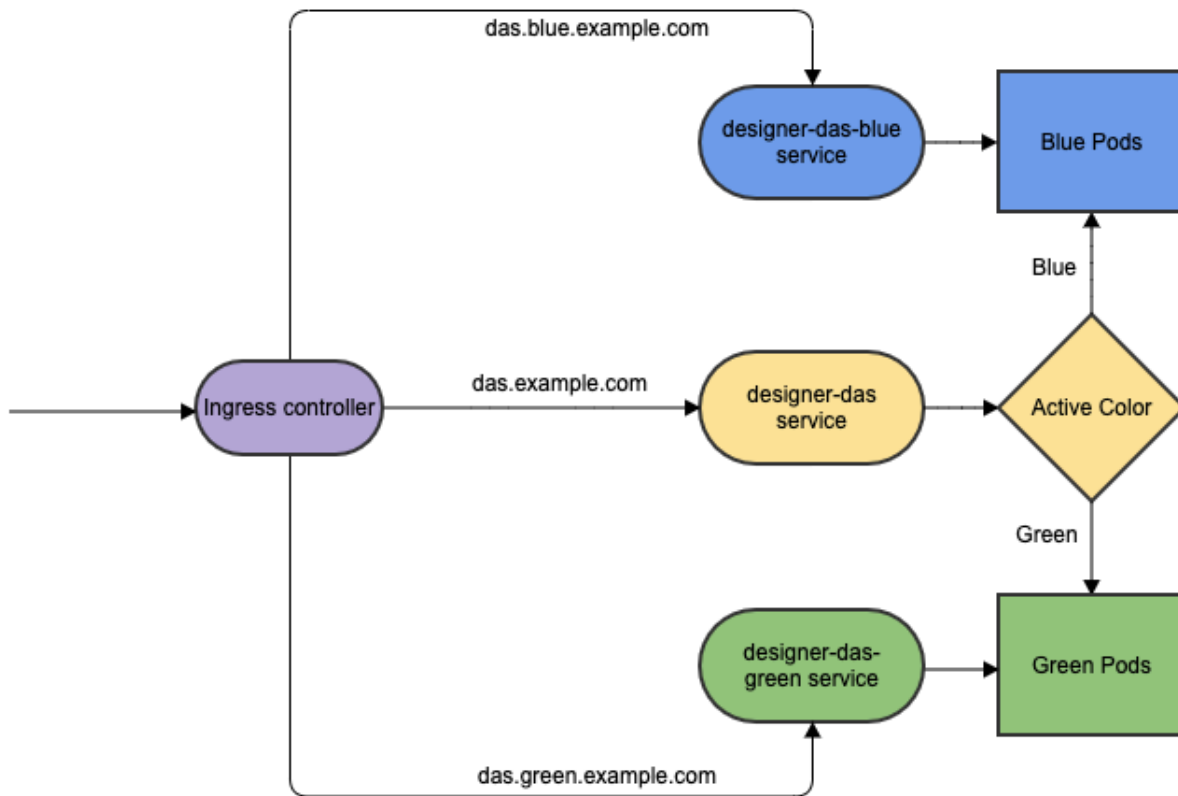 das.blue.example.com
designer-das-blue
service
Blue Pods
Blue
Ingress controller
das.example.com
designer-das
service
Active Color
Green
designer-das-
green service
Green Pods
das.green.example.com